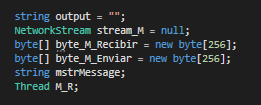 string output = "";
NetworkStream stream_M = null;
byte[] byte_M_Recibir = new byte[256];
byte[] byte_M_Enviar = new byte[256];
string mstrMessage;
Thread M_R;